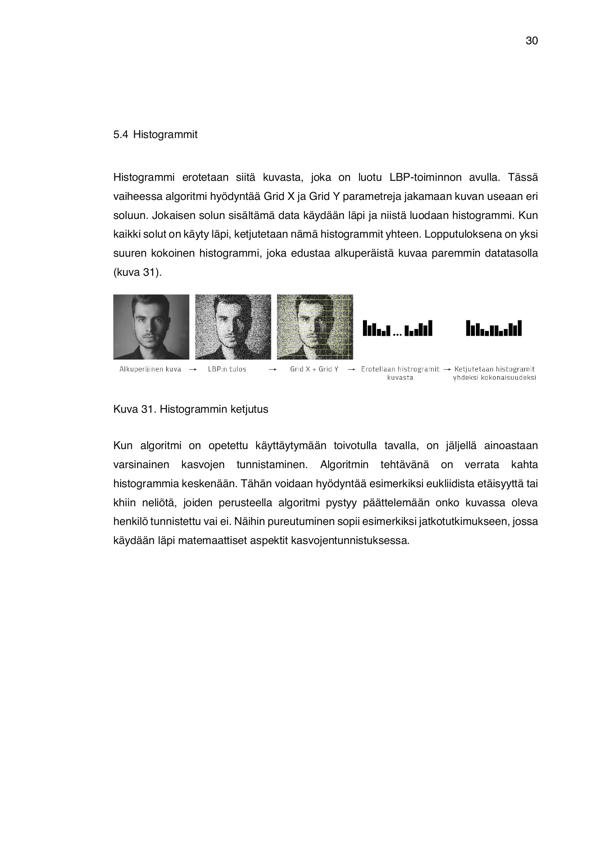 30
5.4 Histogrammit
Histogrammi erotetaan siitä kuvasta, joka on luotu LBP-toiminnon avulla. Tässä
vaiheessa algoritmi hyödyntää Grid X ja Grid Y parametreja jakamaan kuvan useaan eri
soluun. Jokaisen solun sisältämä data käydään läpi ja niistä luodaan histogrammi. Kun
kaikki solut on käyty läpi, ketjutetaan nämä histogrammit yhteen. Lopputuloksena on yksi
suuren kokoinen histogrammi, joka edustaa alkuperäistä kuvaa paremmin datatasolla
(kuva 31).
...
Alkuperäinen kuva → LBP:n tulos → Grid X + Grid Y → Erotellaan histrogramit → Ketjutetaan histogramit
kuvasta yhdeksi kokonaisuudeksi
Kuva 31. Histogrammin ketjutus
Kun algoritmi on opetettu käyttäytymään toivotulla tavalla, on jäljellä ainoastaan
varsinainen kasvojen tunnistaminen. Algoritmin tehtävänä on verrata kahta
histogrammia keskenään. Tähän voidaan hyödyntää esimerkiksi eukliidista etäisyyttä tai
khiin neliötä, joiden perusteella algoritmi pystyy päättelemään onko kuvassa oleva
henkilö tunnistettu vai ei. Näihin pureutuminen sopii esimerkiksi jatkotutkimukseen, jossa
käydään läpi matemaattiset aspektit kasvojentunnistuksessa.